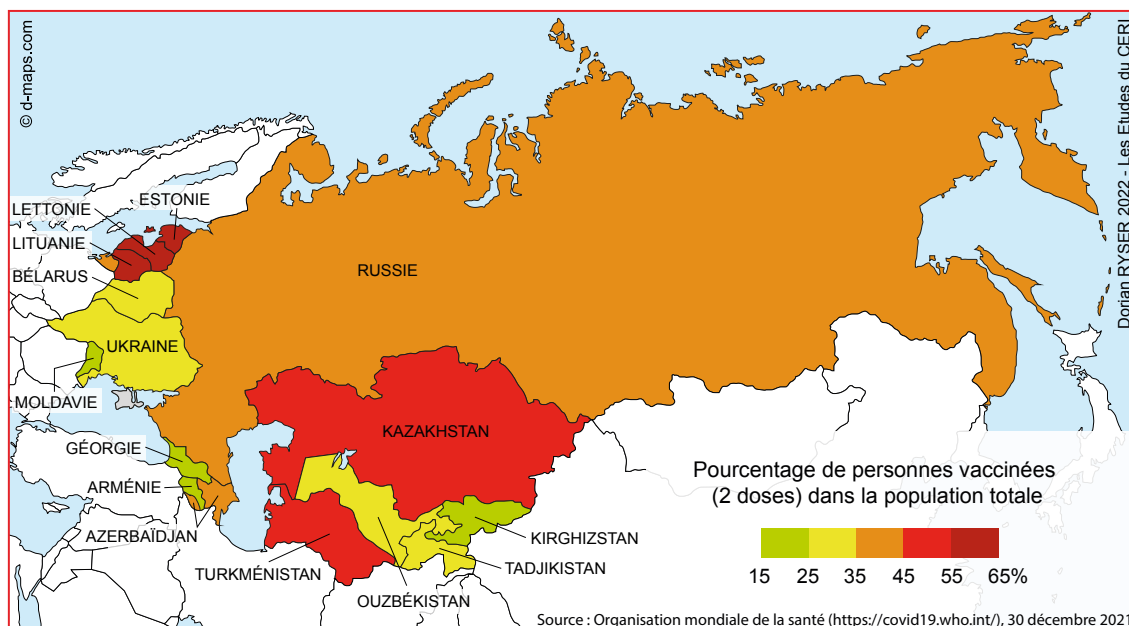 © d-maps.com
Dorian RYSER 2022 - Les Etudes du CERI
ESTONIE
LETTONIE
LITUANIE
BÉLARUS
RUSSIE
UKRAINE
MOLDAVIE
KAZAKHSTAN
GÉORGIE
ARMÉNIE
AZERBAÏDJAN
TURKMÉNISTAN
OUZBÉKISTAN
TADJIKISTAN
KIRGHIZSTAN
Pourcentage de personnes vaccinées
(2 doses) dans la population totale
15 25 35 45 55 65%
Source : Organisation mondiale de la santé (https://covid19.who.int/), 30 décembre 2021